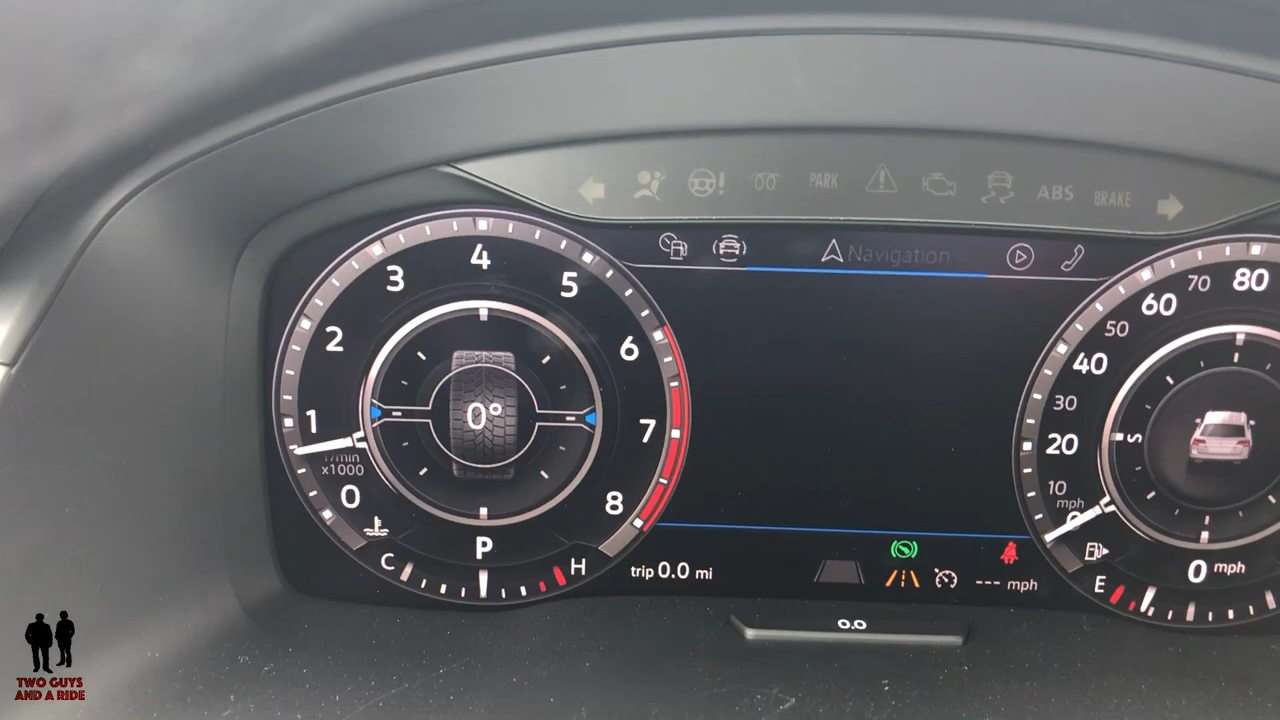 PARK
ABS
BRAKE
Navigation
1
2
3
4
5
6
7
8
0
1/min
x1000
0°
C
P
H
trip 0.0 mi
--- mph
0.0
80
70
60
50
40
30
20
10
mph
0
S
E
0 mph
TWO GUYS
AND A RIDE